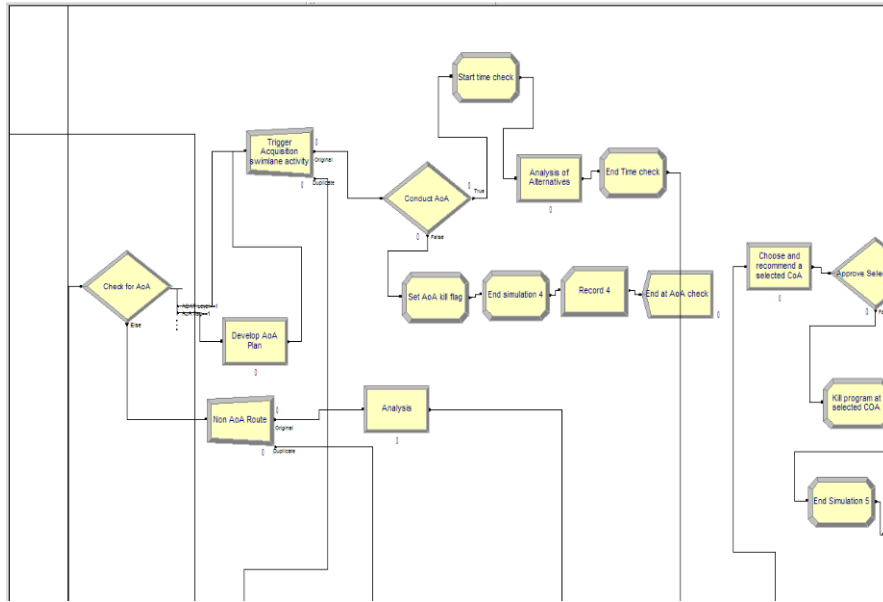 Start time check
Trigger
Acquisition
swimlane activity
Original
Duplicate
Analysis of
Alternatives
End Time check
Conduct AoA
True
False
Choose and
recommend a
selected CoA
Approve Selec
Check for AoA
Else
Set AoA kill flag
End simulation 4
Record 4
End at AoA check
Develop AoA
Plan
Kill program at
selected COA
Non AoA Route
Original
Duplicate
Analysis
End Simulation 5